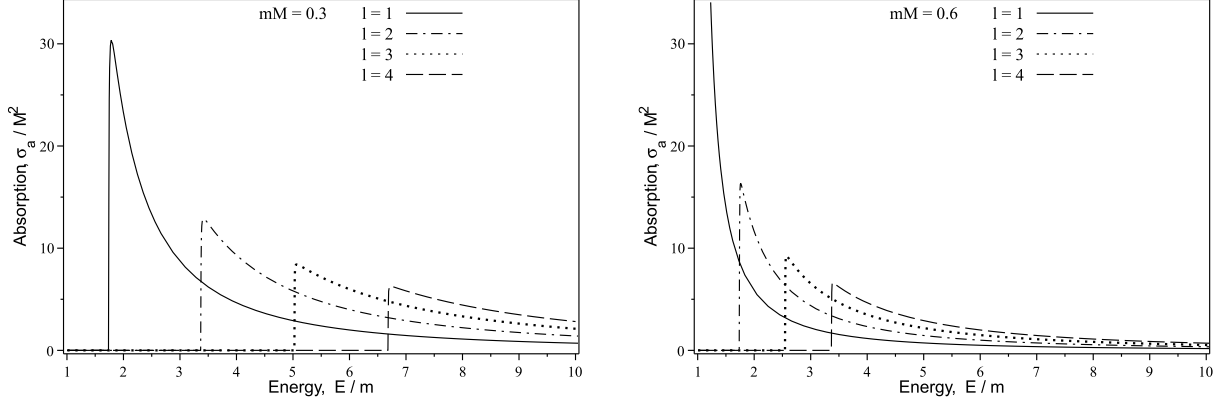 mM = 0.3
l = 1
l = 2
l = 3
l = 4
Absorption, σa / M²
30
20
10
0
1 2 3 4 5 6 7 8 9 10
Energy, E / m
mM = 0.6
l = 1
l = 2
l = 3
l = 4
Absorption, σa / M²
30
20
10
0
1 2 3 4 5 6 7 8 9 10
Energy, E / m